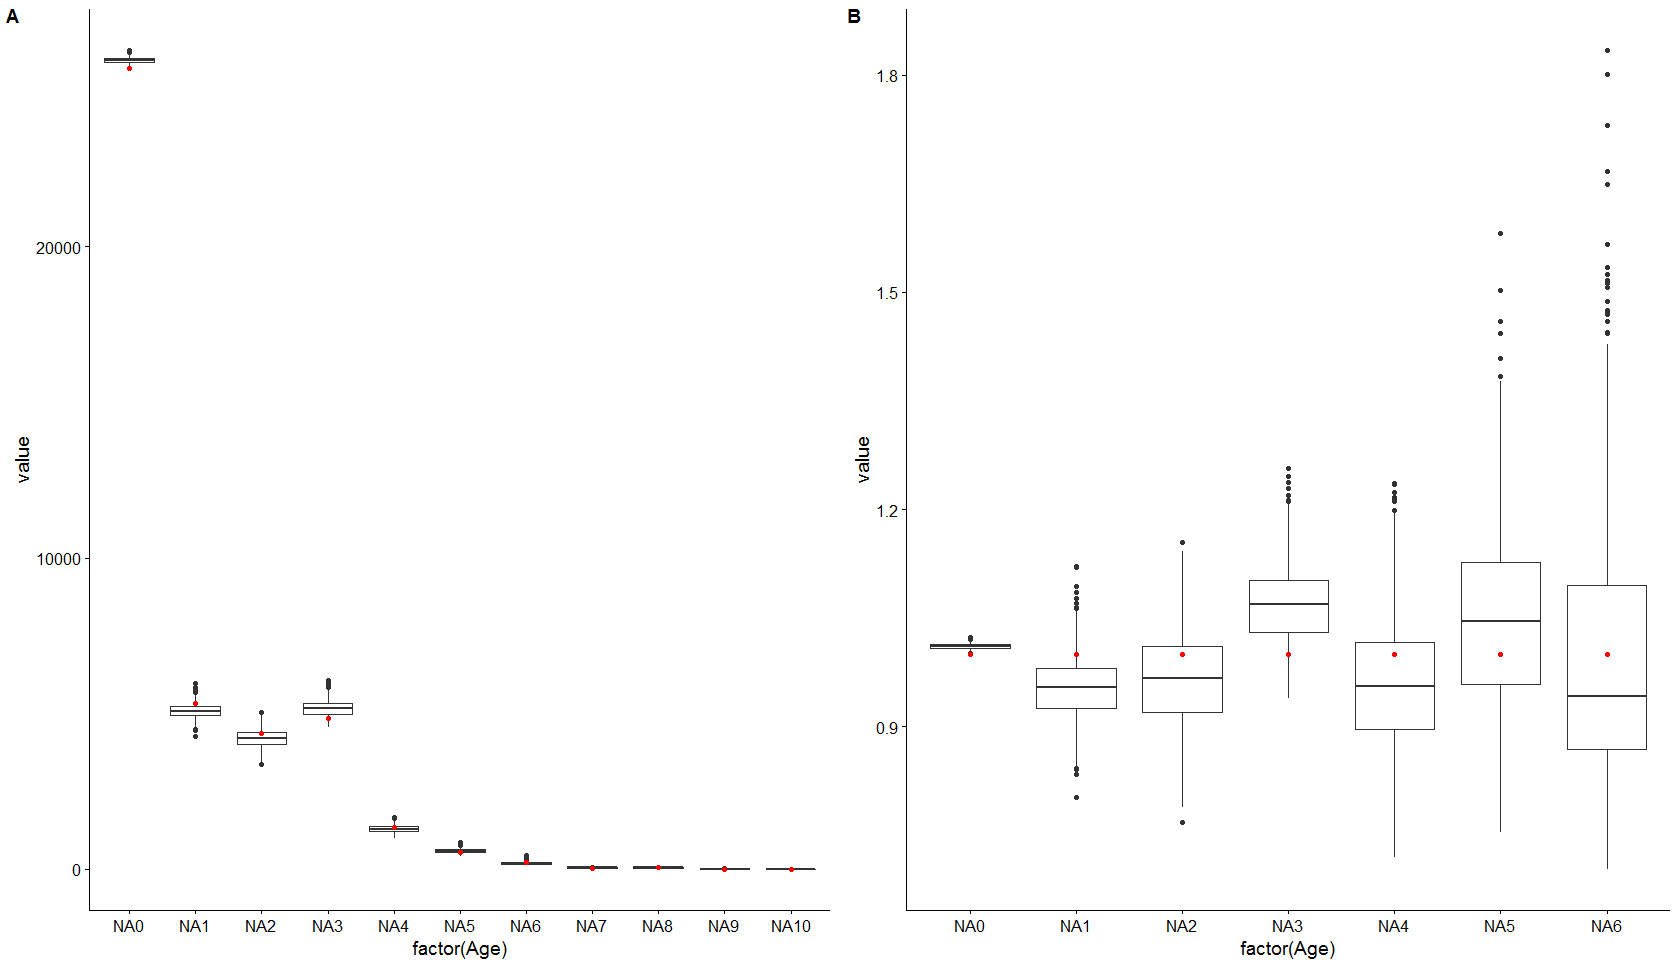 A
value
20000
10000
0
NA0 NA1 NA2 NA3 NA4 NA5 NA6 NA7 NA8 NA9 NA10
factor(Age)
B
value
1.8
1.5
1.2
0.9
NA0 NA1 NA2 NA3 NA4 NA5 NA6
factor(Age)